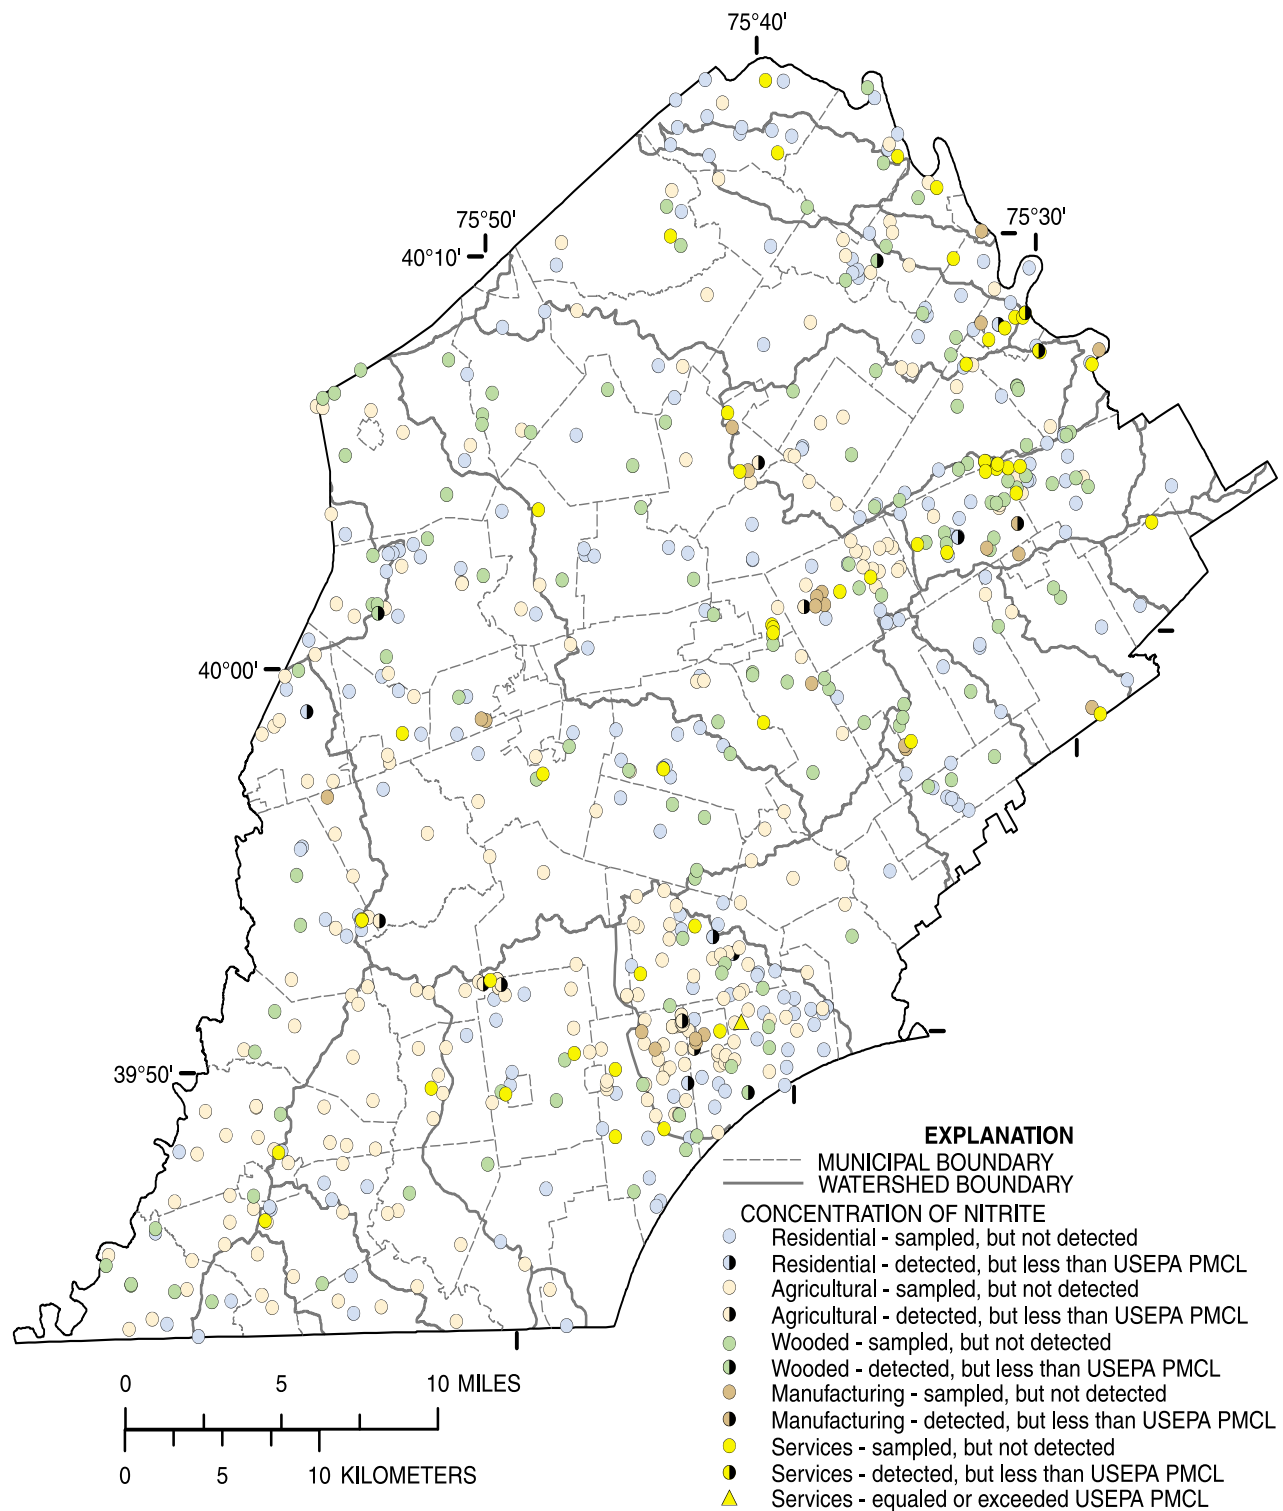 75°40'
75°30'
75°50'
40°10'
40°00'
39°50'
EXPLANATION
MUNICIPAL BOUNDARY
WATERSHED BOUNDARY
CONCENTRATION OF NITRITE
Residential - sampled, but not detected
Residential - detected, but less than USEPA PMCL
Agricultural - sampled, but not detected
Agricultural - detected, but less than USEPA PMCL
Wooded - sampled, but not detected
Wooded - detected, but less than USEPA PMCL
Manufacturing - sampled, but not detected
Manufacturing - detected, but less than USEPA PMCL
Services - sampled, but not detected
Services - detected, but less than USEPA PMCL
Services - equaled or exceeded USEPA PMCL
0 5 10 MILES
0 5 10 KILOMETERS